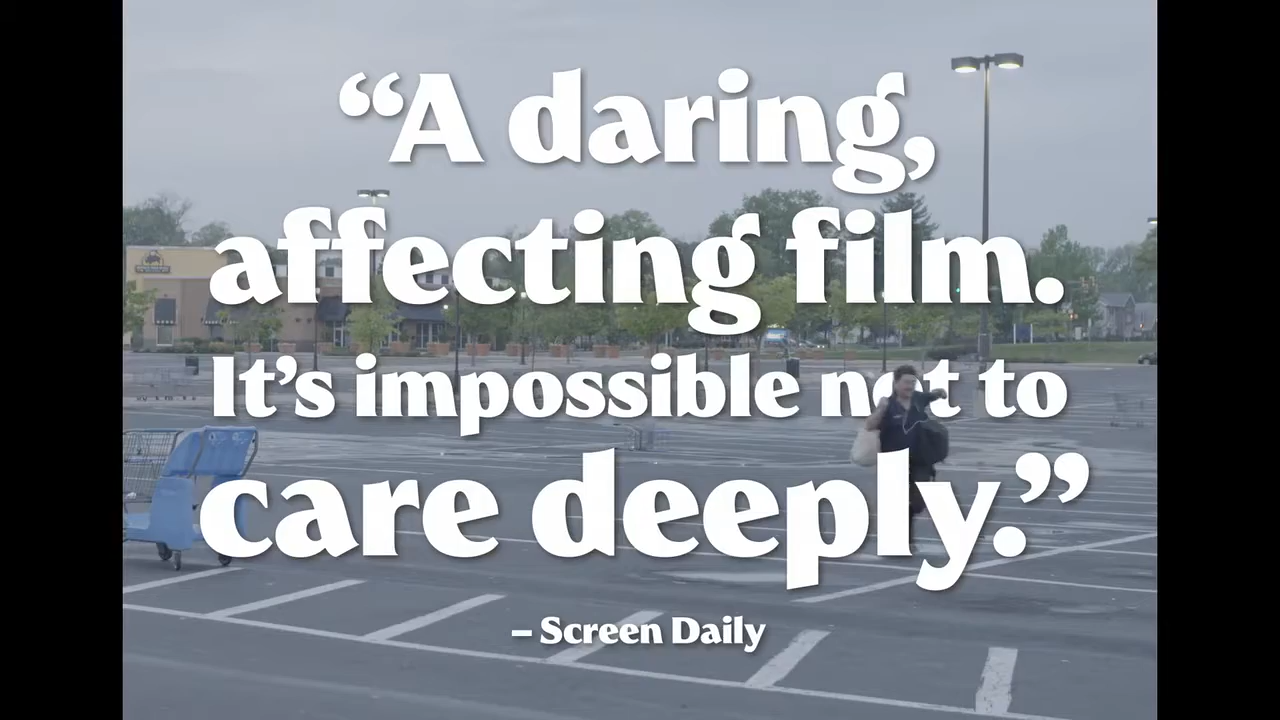 “A daring,
affecting film.
It’s impossible not to
care deeply.”
– Screen Daily